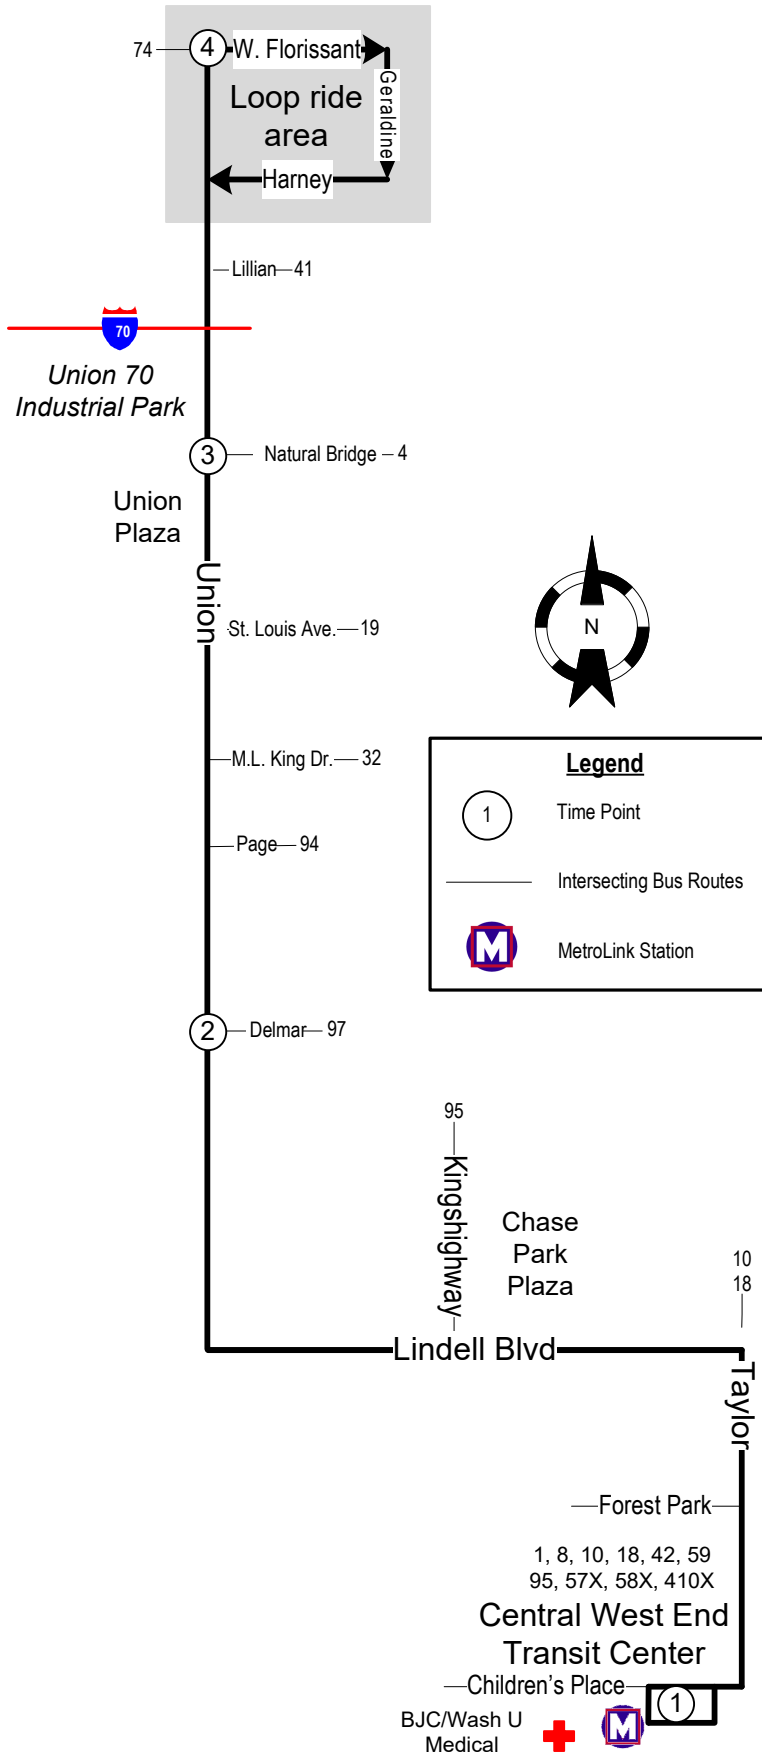 74
4
W. Florissant
Geraldine
Loop ride
area
Harney
Lillian 41
70
Union 70
Industrial Park
3
Natural Bridge 4
Union
Plaza
Union
St. Louis Ave. 19
N
M.L. King Dr. 32
Page 94
Legend
1 Time Point
Intersecting Bus Routes
M MetroLink Station
2
Delmar 97
95
Kingshighway
Chase
Park
Plaza
10
18
Lindell Blvd
Taylor
Forest Park
1, 8, 10, 18, 42, 59
95, 57X, 58X, 410X
Central West End
Transit Center
Children's Place
1
BJC/Wash U
Medical
M